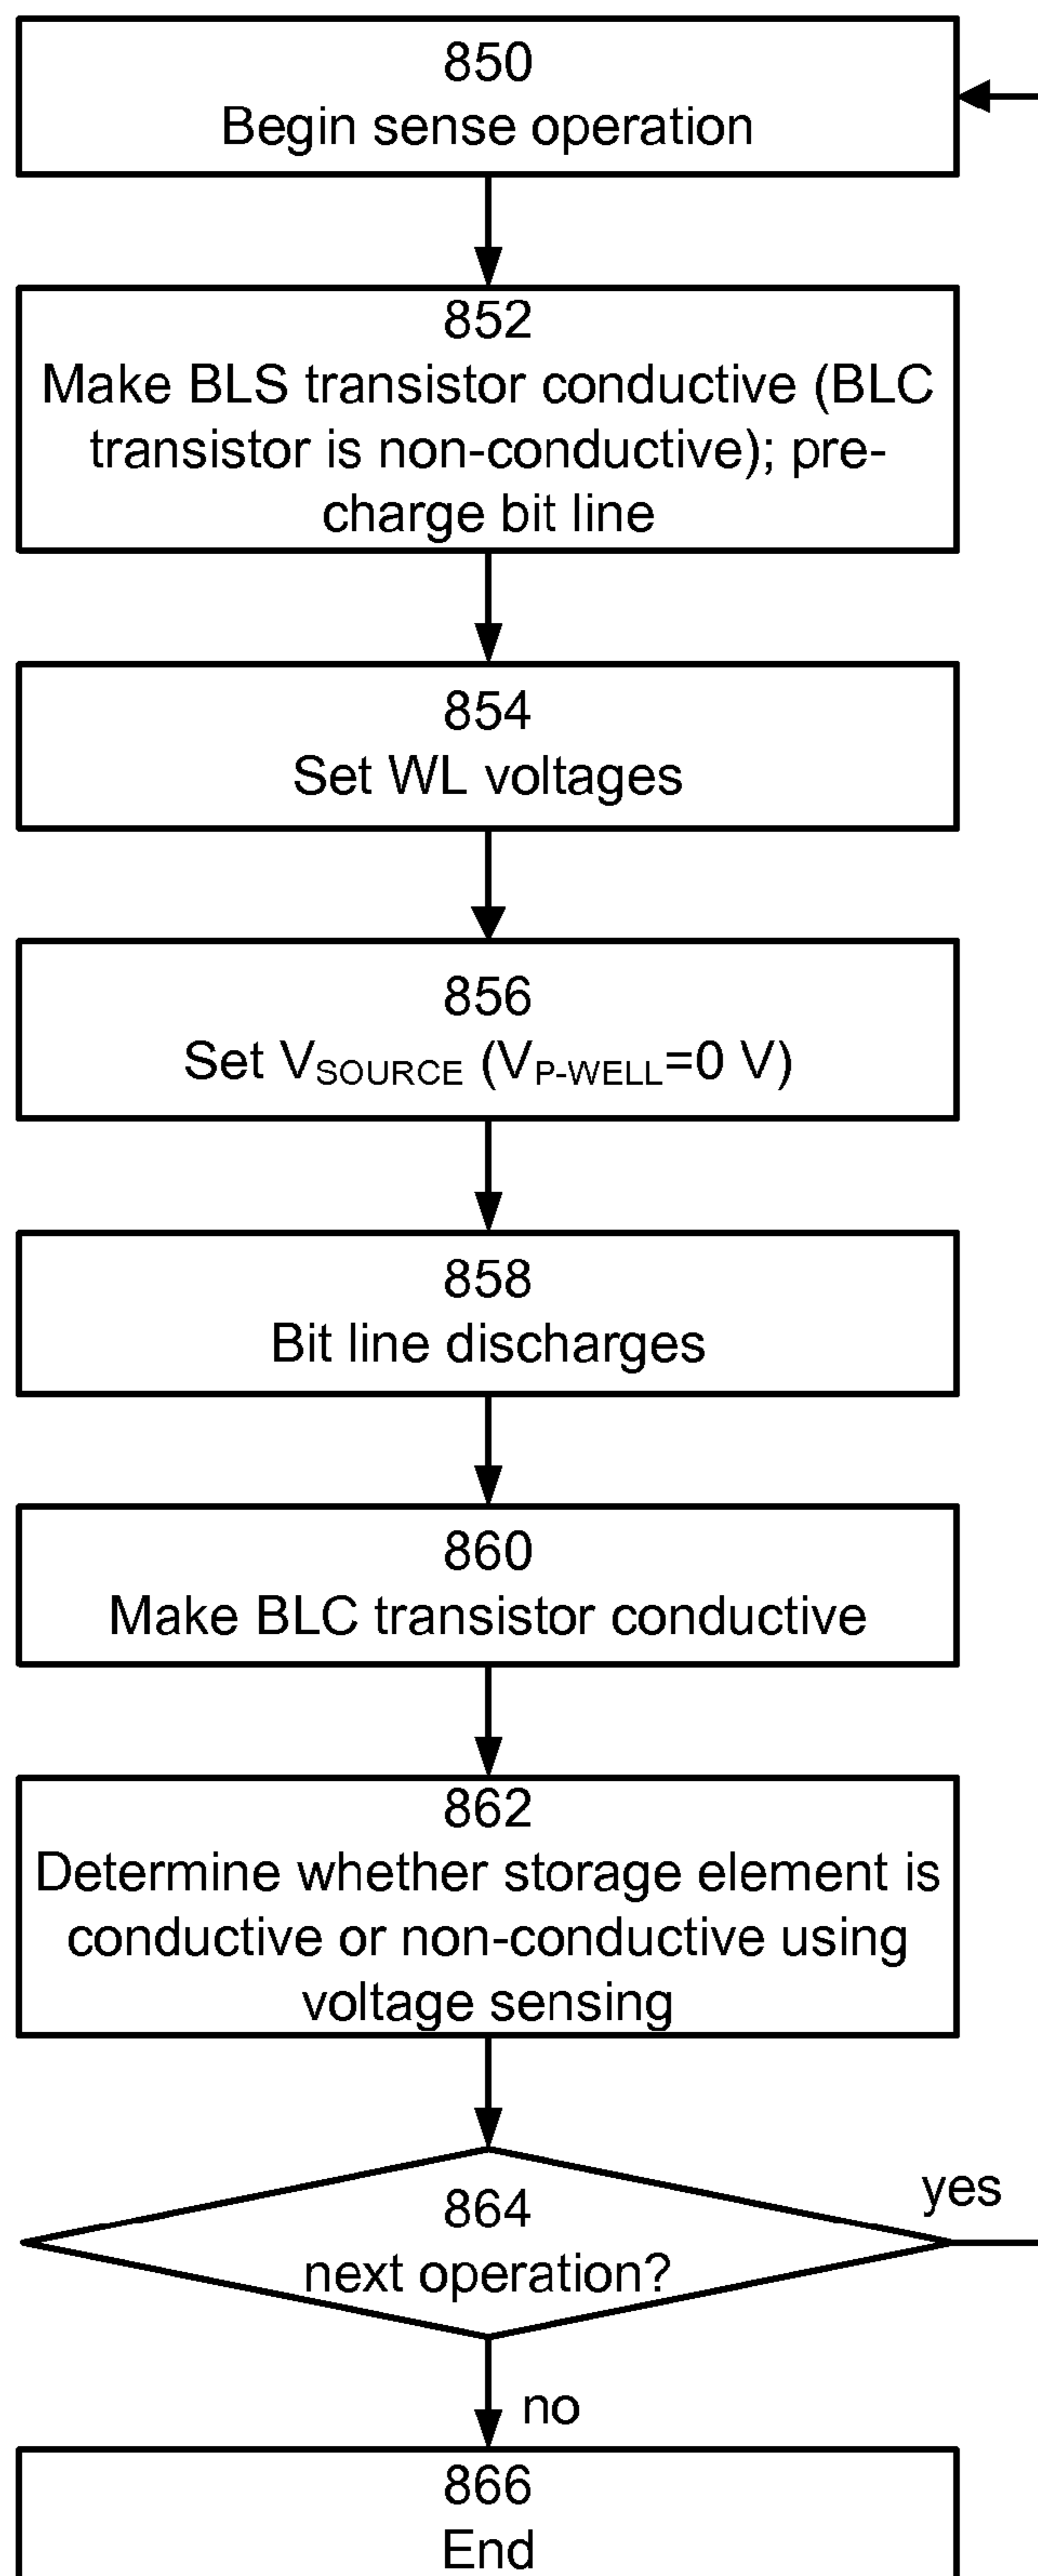 850
Begin sense operation
852
Make BLS transistor conductive (BLC
transistor is non-conductive); pre-
charge bit line
854
Set WL voltages
856
Set VSOURCE (VP-WELL=0 V)
858
Bit line discharges
860
Make BLC transistor conductive
862
Determine whether storage element is
conductive or non-conductive using
voltage sensing
864
next operation?
yes
no
866
End